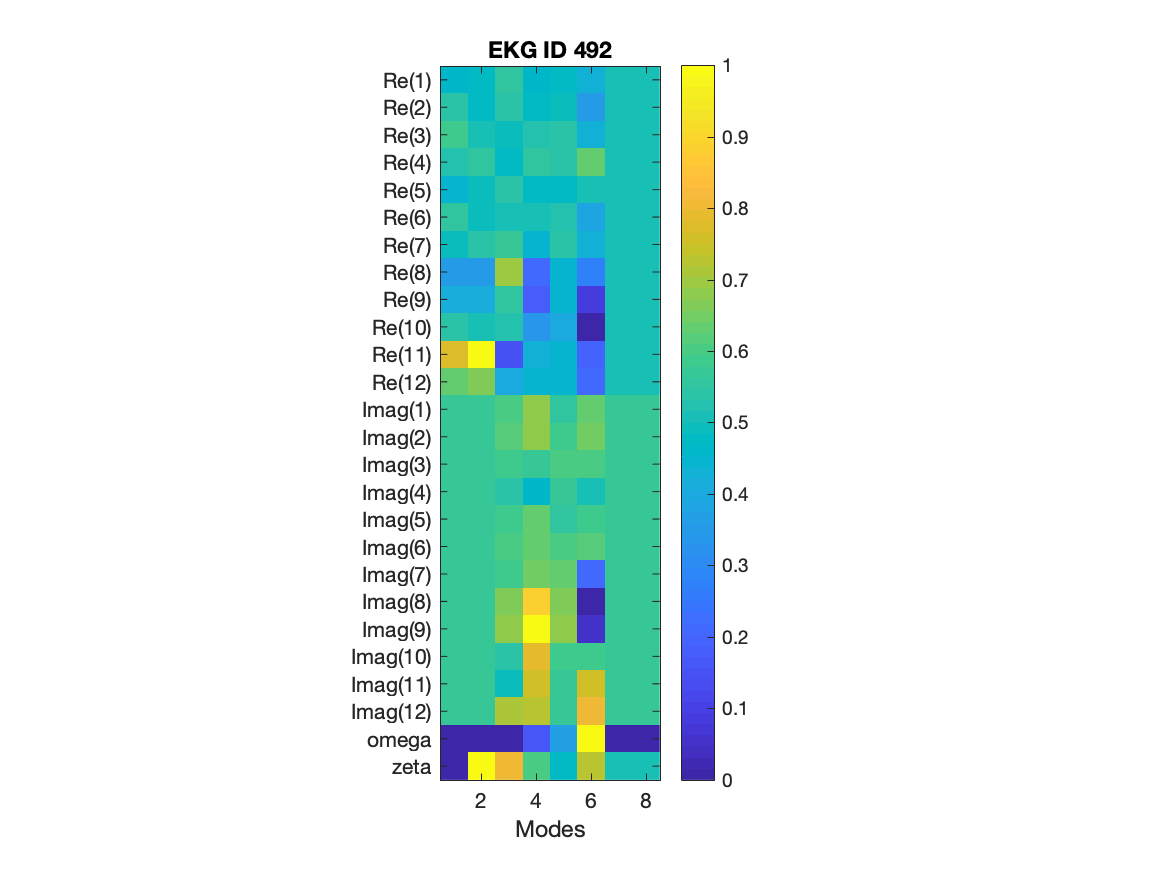 EKG ID 492
Re(1)
Re(2)
Re(3)
Re(4)
Re(5)
Re(6)
Re(7)
Re(8)
Re(9)
Re(10)
Re(11)
Re(12)
Imag(1)
Imag(2)
Imag(3)
Imag(4)
Imag(5)
Imag(6)
Imag(7)
Imag(8)
Imag(9)
Imag(10)
Imag(11)
Imag(12)
omega
zeta
2 4 6 8
Modes
1
0.9
0.8
0.7
0.6
0.5
0.4
0.3
0.2
0.1
0